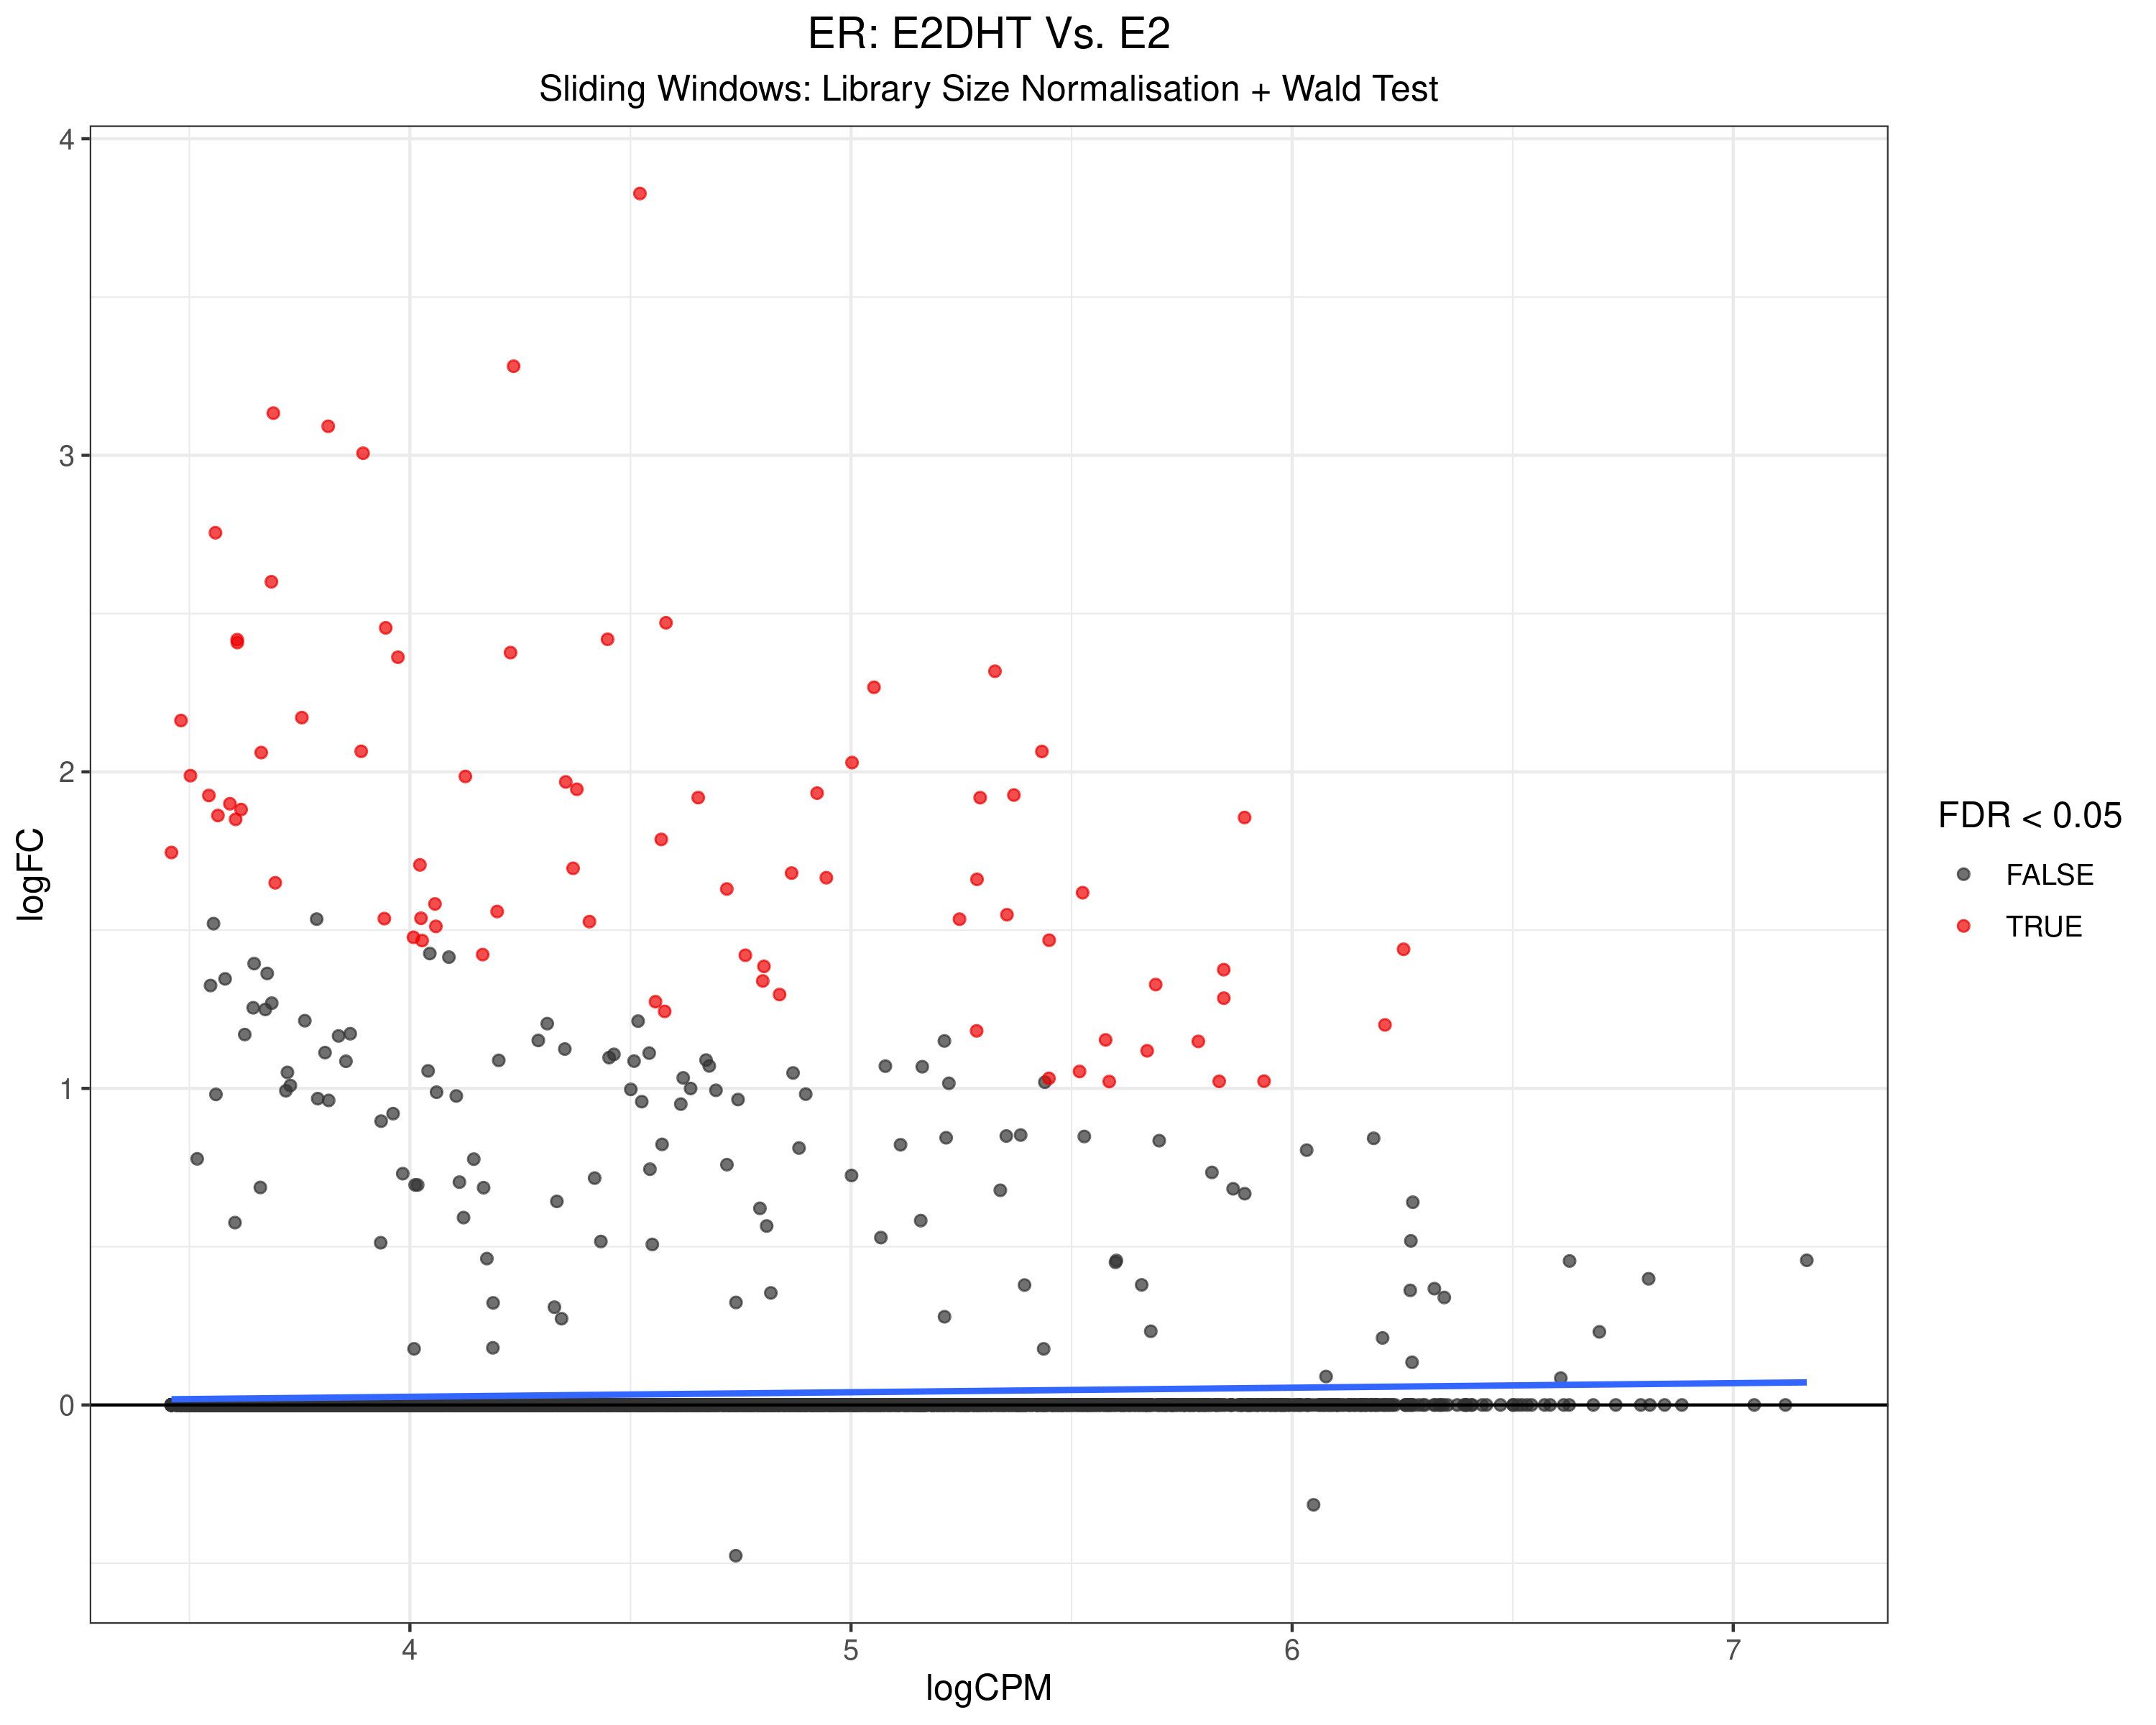 ER: E2DHT Vs. E2
Sliding Windows: Library Size Normalisation + Wald Test
logFC
4
3
2
1
0
4
5
6
7
logCPM
FDR < 0.05
FALSE
TRUE